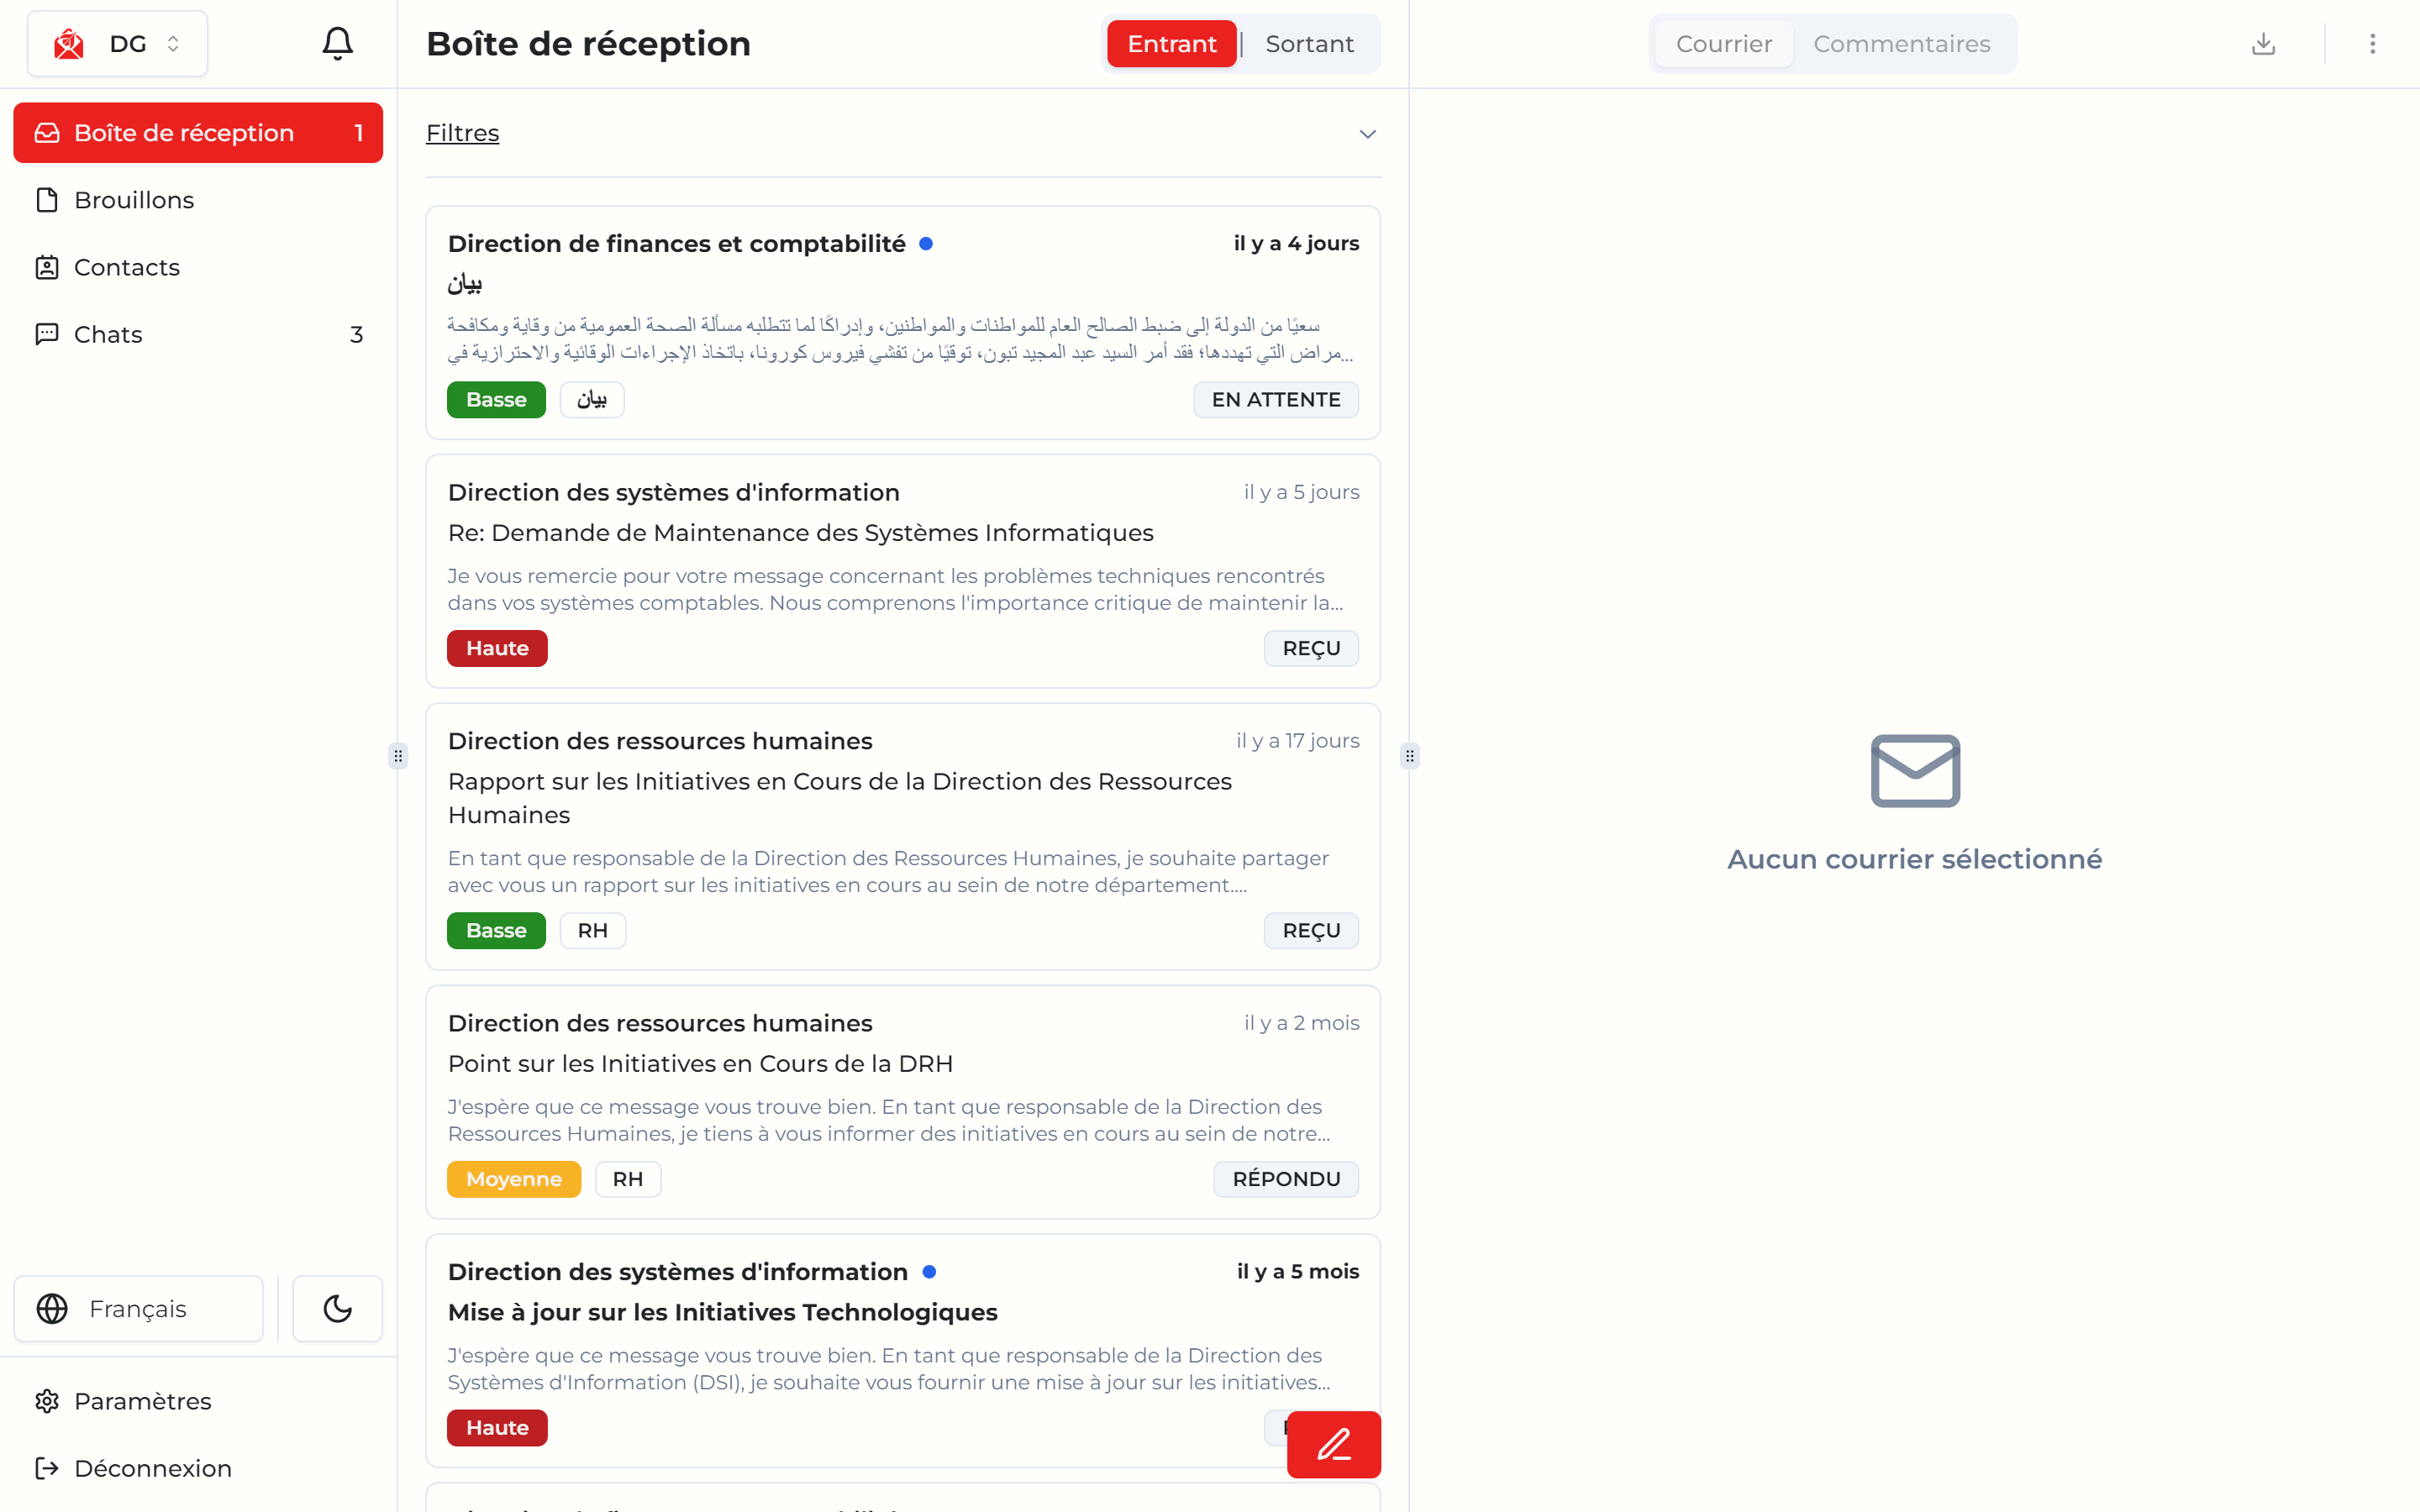 DG
Boîte de réception 1
Brouillons
Contacts
Chats 3
Français
Paramètres
Déconnexion
Boîte de réception
Entrant | Sortant
Filtres
Direction de finances et comptabilité il y a 4 jours
بيان
سعيًا من الدولة إلى ضبط الصالح العام للمواطنات والمواطنين، وإدراكًا لما تتطلبه مسألة الصحة العمومية من وقاية ومكافحة
مراض التي تهددها؛ فقد أمر السيد عبد المجيد تبون، توقيًا من تفشي فيروس كورونا، باتخاذ الإجراءات الوقائية والاحترازية في...
Basse بيان EN ATTENTE
Direction des systèmes d'information il y a 5 jours
Re: Demande de Maintenance des Systèmes Informatiques
Je vous remercie pour votre message concernant les problèmes techniques rencontrés
dans vos systèmes comptables. Nous comprenons l'importance critique de maintenir la...
Haute REÇU
Direction des ressources humaines il y a 17 jours
Rapport sur les Initiatives en Cours de la Direction des Ressources
Humaines
En tant que responsable de la Direction des Ressources Humaines, je souhaite partager
avec vous un rapport sur les initiatives en cours au sein de notre département....
Basse RH REÇU
Direction des ressources humaines il y a 2 mois
Point sur les Initiatives en Cours de la DRH
J'espère que ce message vous trouve bien. En tant que responsable de la Direction des
Ressources Humaines, je tiens à vous informer des initiatives en cours au sein de notre...
Moyenne RH RÉPONDU
Direction des systèmes d'information il y a 5 mois
Mise à jour sur les Initiatives Technologiques
J'espère que ce message vous trouve bien. En tant que responsable de la Direction des
Systèmes d'Information (DSI), je souhaite vous fournir une mise à jour sur les initiatives...
Haute
Courrier Commentaires
Aucun courrier sélectionné